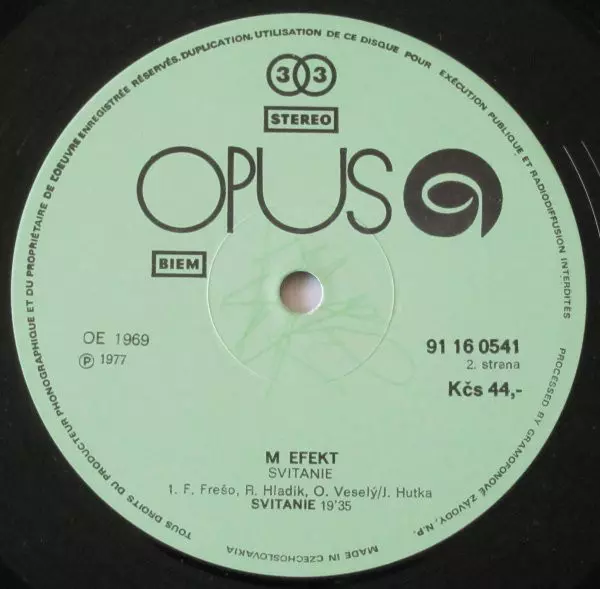 TOUS DROITS DU PRODUCTEUR PHONOGRAPHIQUE ET DU PROPRIÉTAIRE DE L'OEUVRE ENREGISTRÉE RÉSERVÉS. DUPLICATION, UTILISATION DE CE DISQUE POUR EXÉCUTION PUBLIQUE ET RADIODIFFUSION INTERDITES
33
STEREO
OPUS
BIEM
OE 1969
℗ 1977
91 16 0541
2. strana
Kčs 44,-
M EFEKT
SVITANIE
1. F. Frešo, R. Hladík, O. Veselý/J. Hutka
SVITANIE 19'35
PROCESSED BY GRAMOFONOVÉ ZÁVODY, N.P.
MADE IN CZECHOSLOVAKIA